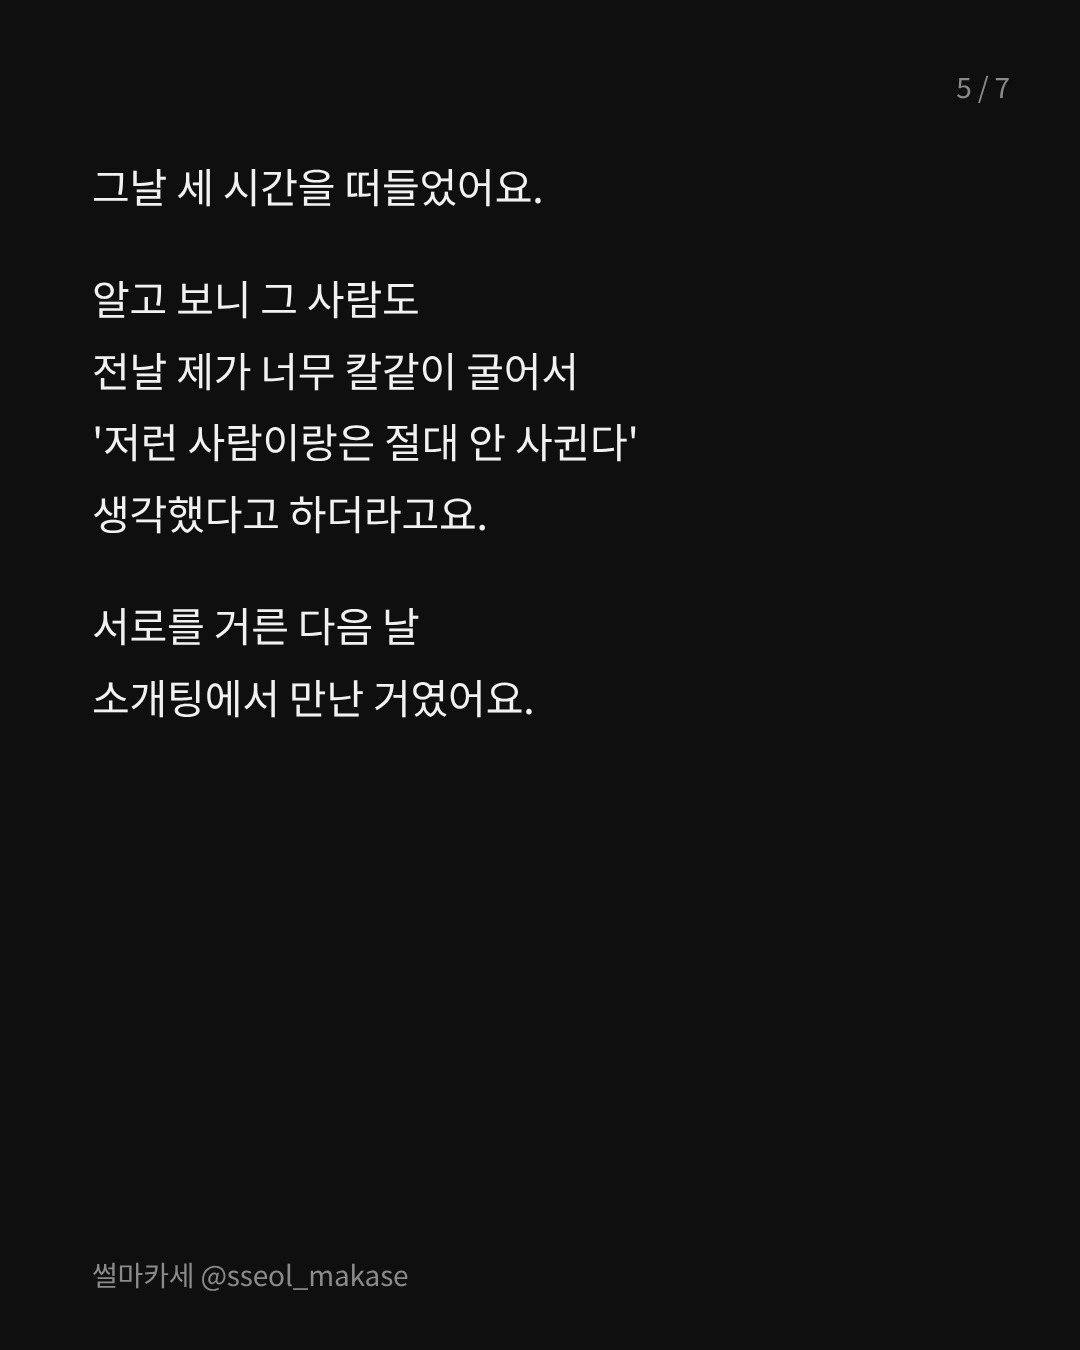 5 / 7
그날 세 시간을 떠들었어요.
알고 보니 그 사람도
전날 제가 너무 칼같이 굴어서
'저런 사람이랑은 절대 안 사귄다'
생각했다고 하더라고요.
서로를 거른 다음 날
소개팅에서 만난 거였어요.
썰마카세 @sseol_makase